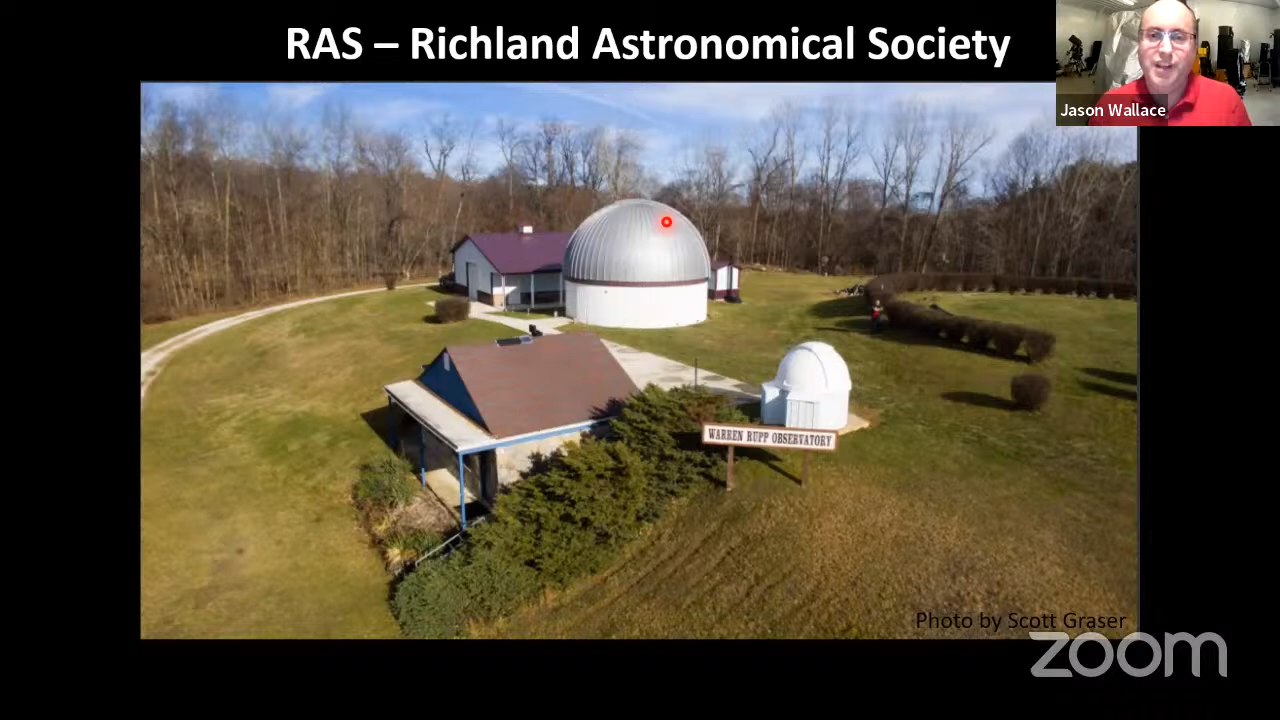 RAS – Richland Astronomical Society
Jason Wallace
WARREN RUPP OBSERVATORY
Photo by Scott Graser
zoom